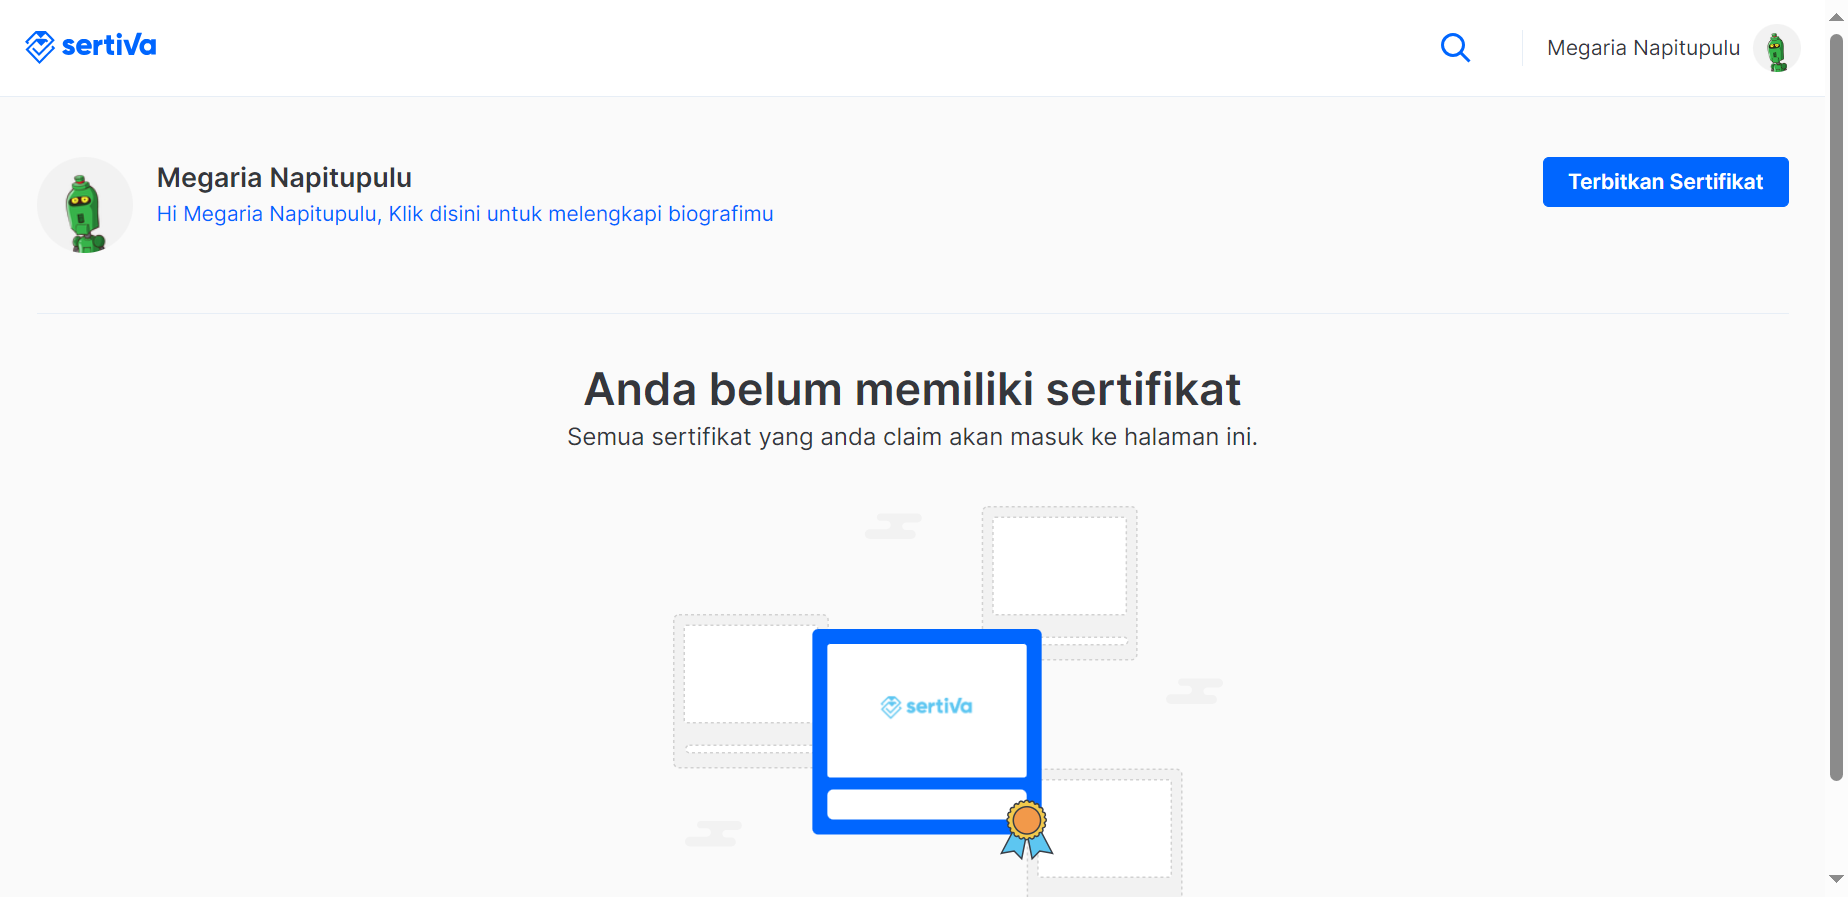 sertiva
Megaria Napitupulu
Megaria Napitupulu
Hi Megaria Napitupulu, Klik disini untuk melengkapi biografimu
Terbitkan Sertifikat
Anda belum memiliki sertifikat
Semua sertifikat yang anda claim akan masuk ke halaman ini.
sertiva